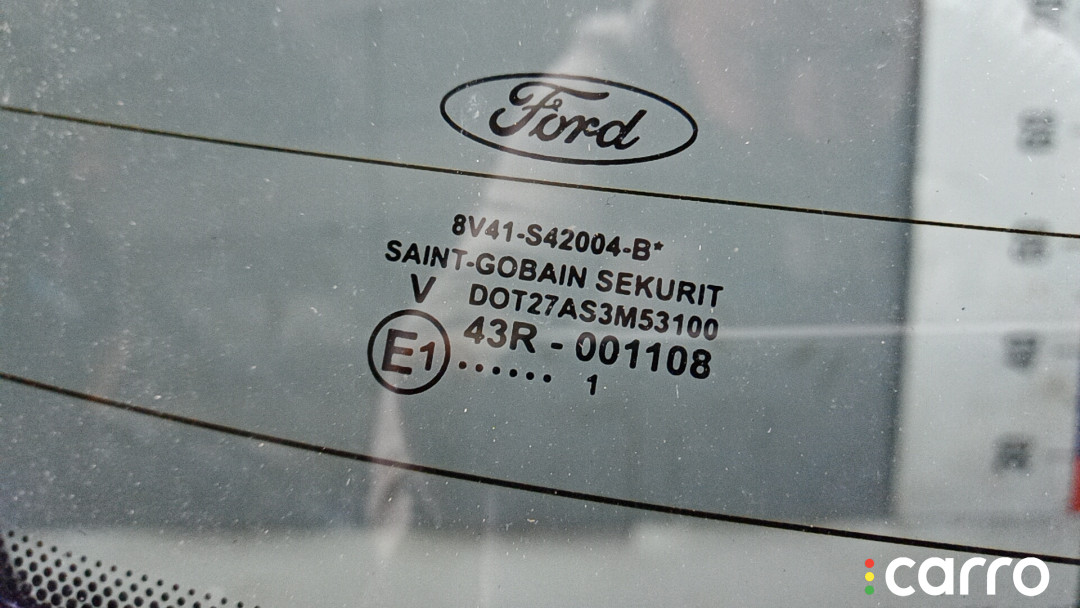 Ford
8V41-S42004-B*
SAINT-GOBAIN SEKURIT
V DOT27AS3M53100
E1 43R - 001108
...... 1
carro